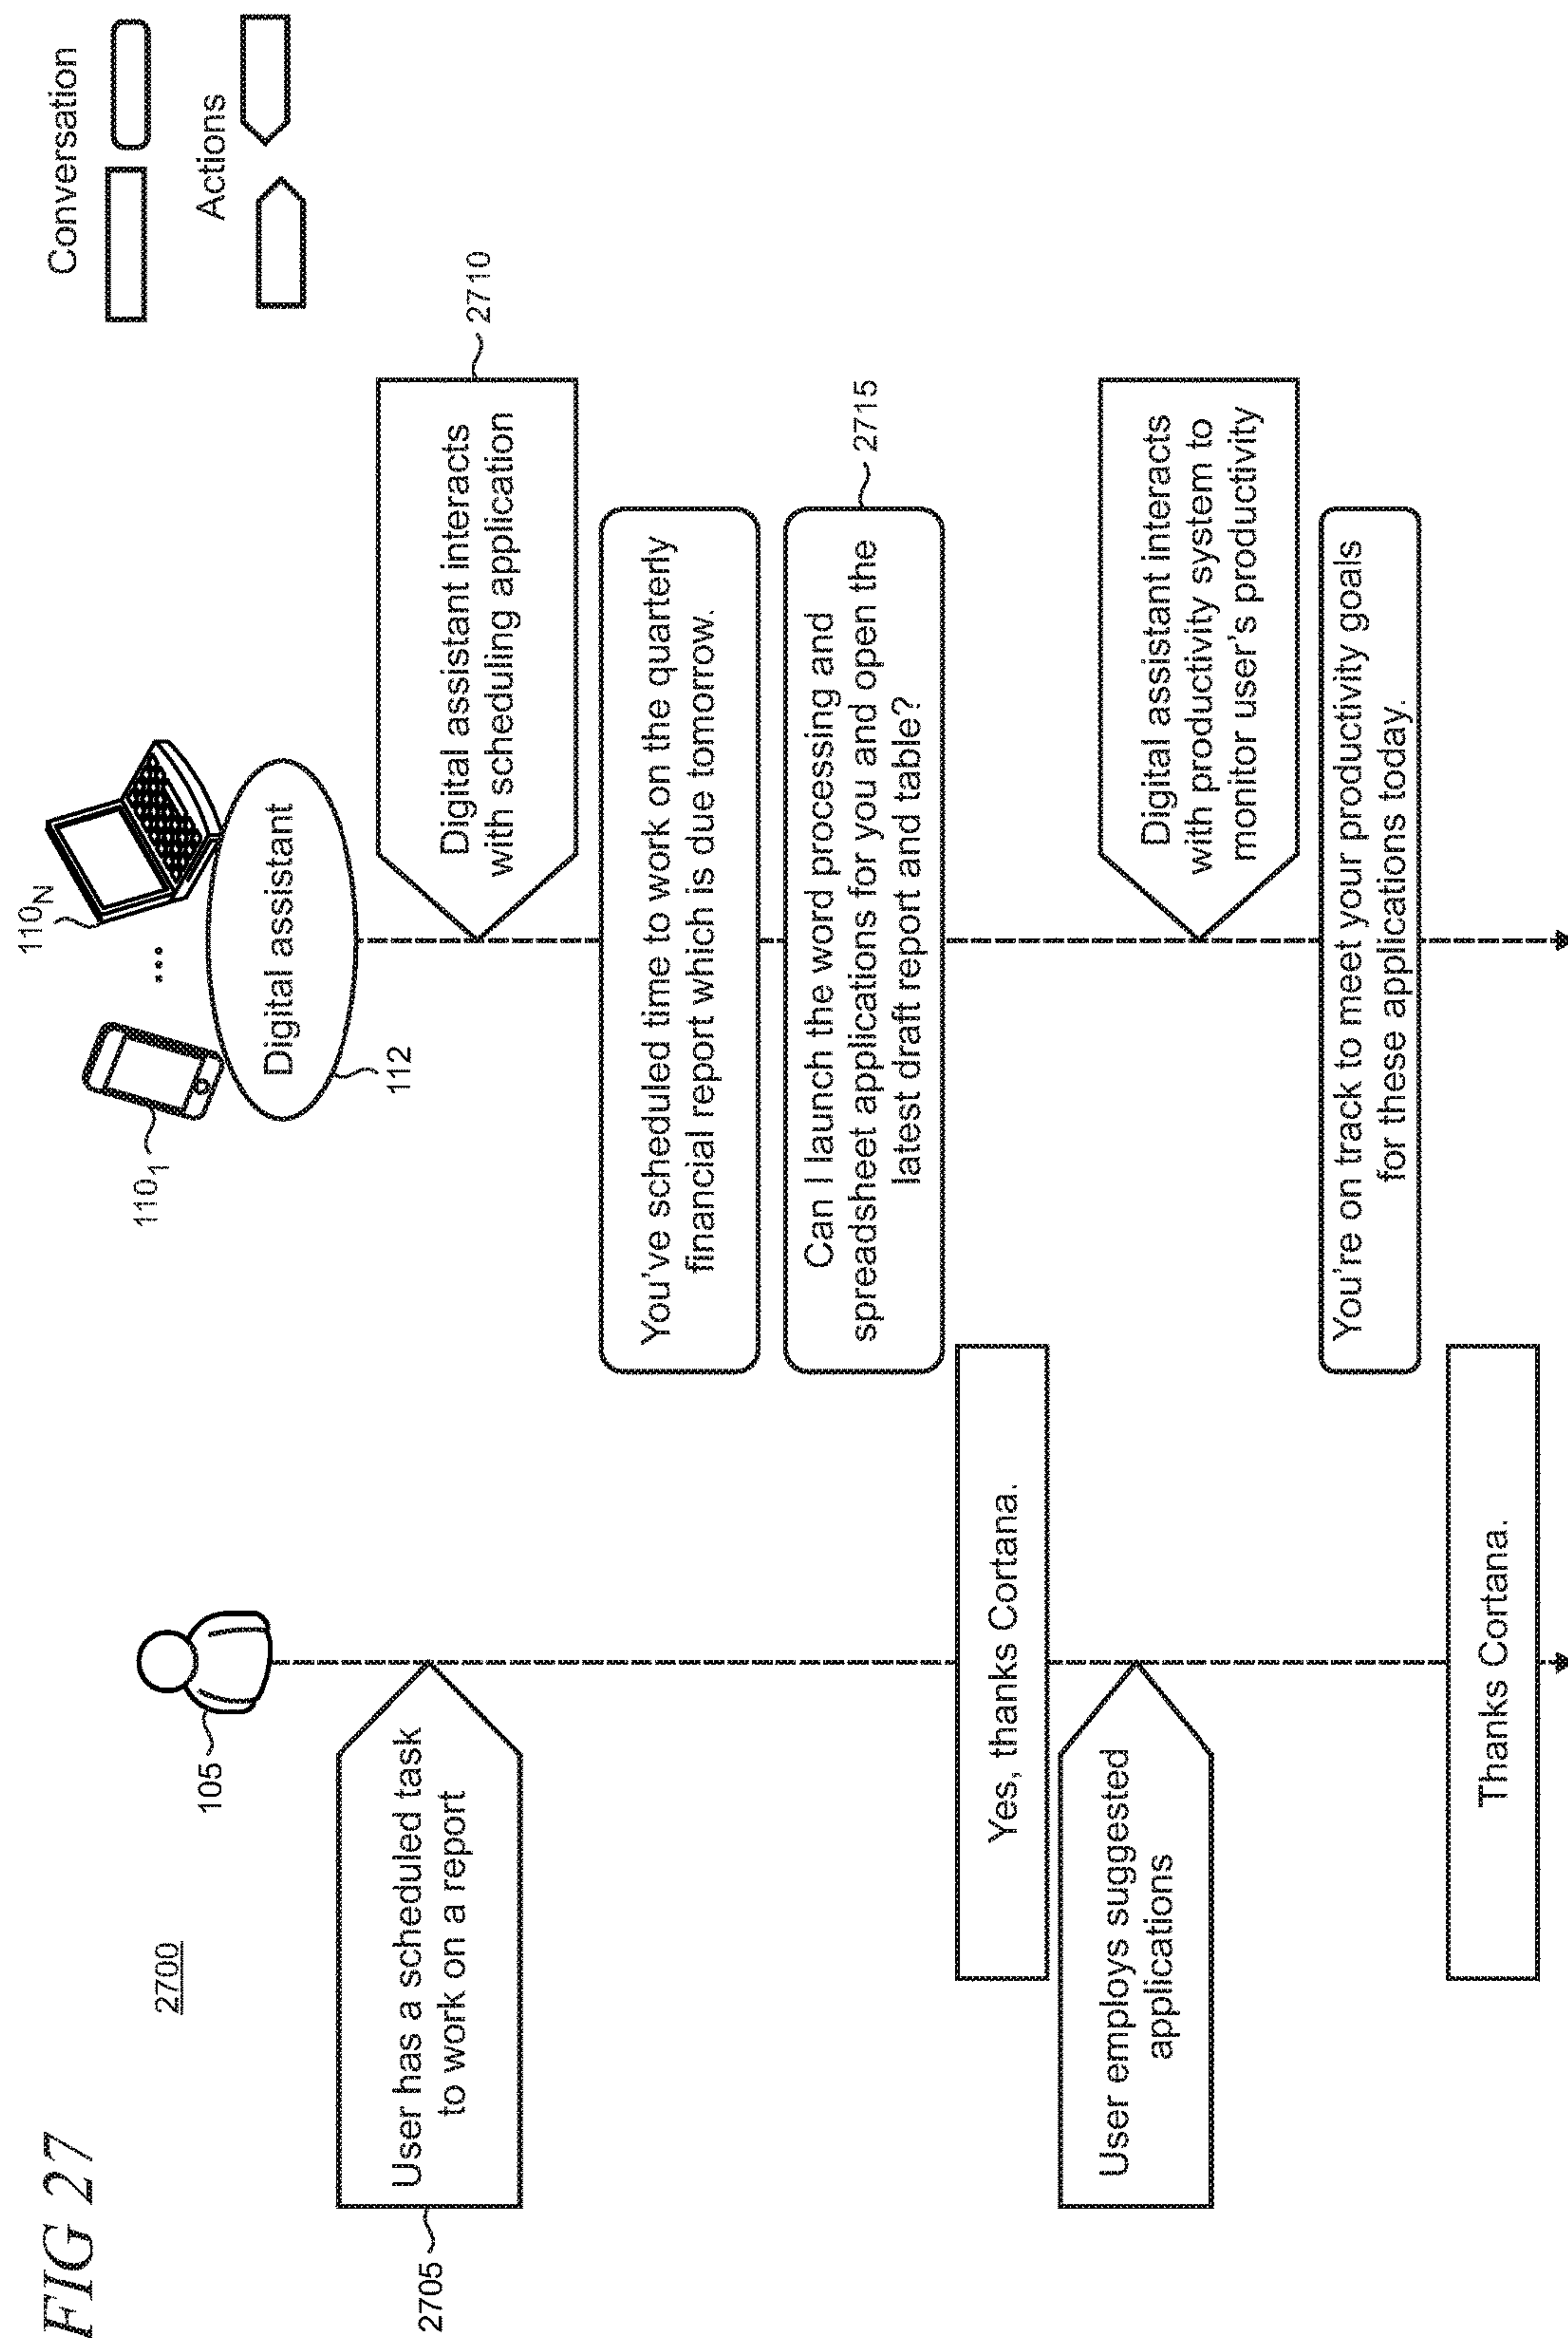 FIG 27
2700
105
110₁
...
110N
Digital assistant
112
Conversation
Actions
2705
User has a scheduled task
to work on a report
Digital assistant interacts
with scheduling application
2710
You've scheduled time to work on the quarterly
financial report which is due tomorrow.
Can I launch the word processing and
spreadsheet applications for you and open the
latest draft report and table?
2715
Yes, thanks Cortana.
User employs suggested
applications
Digital assistant interacts
with productivity system to
monitor user's productivity
You're on track to meet your productivity goals
for these applications today.
Thanks Cortana.